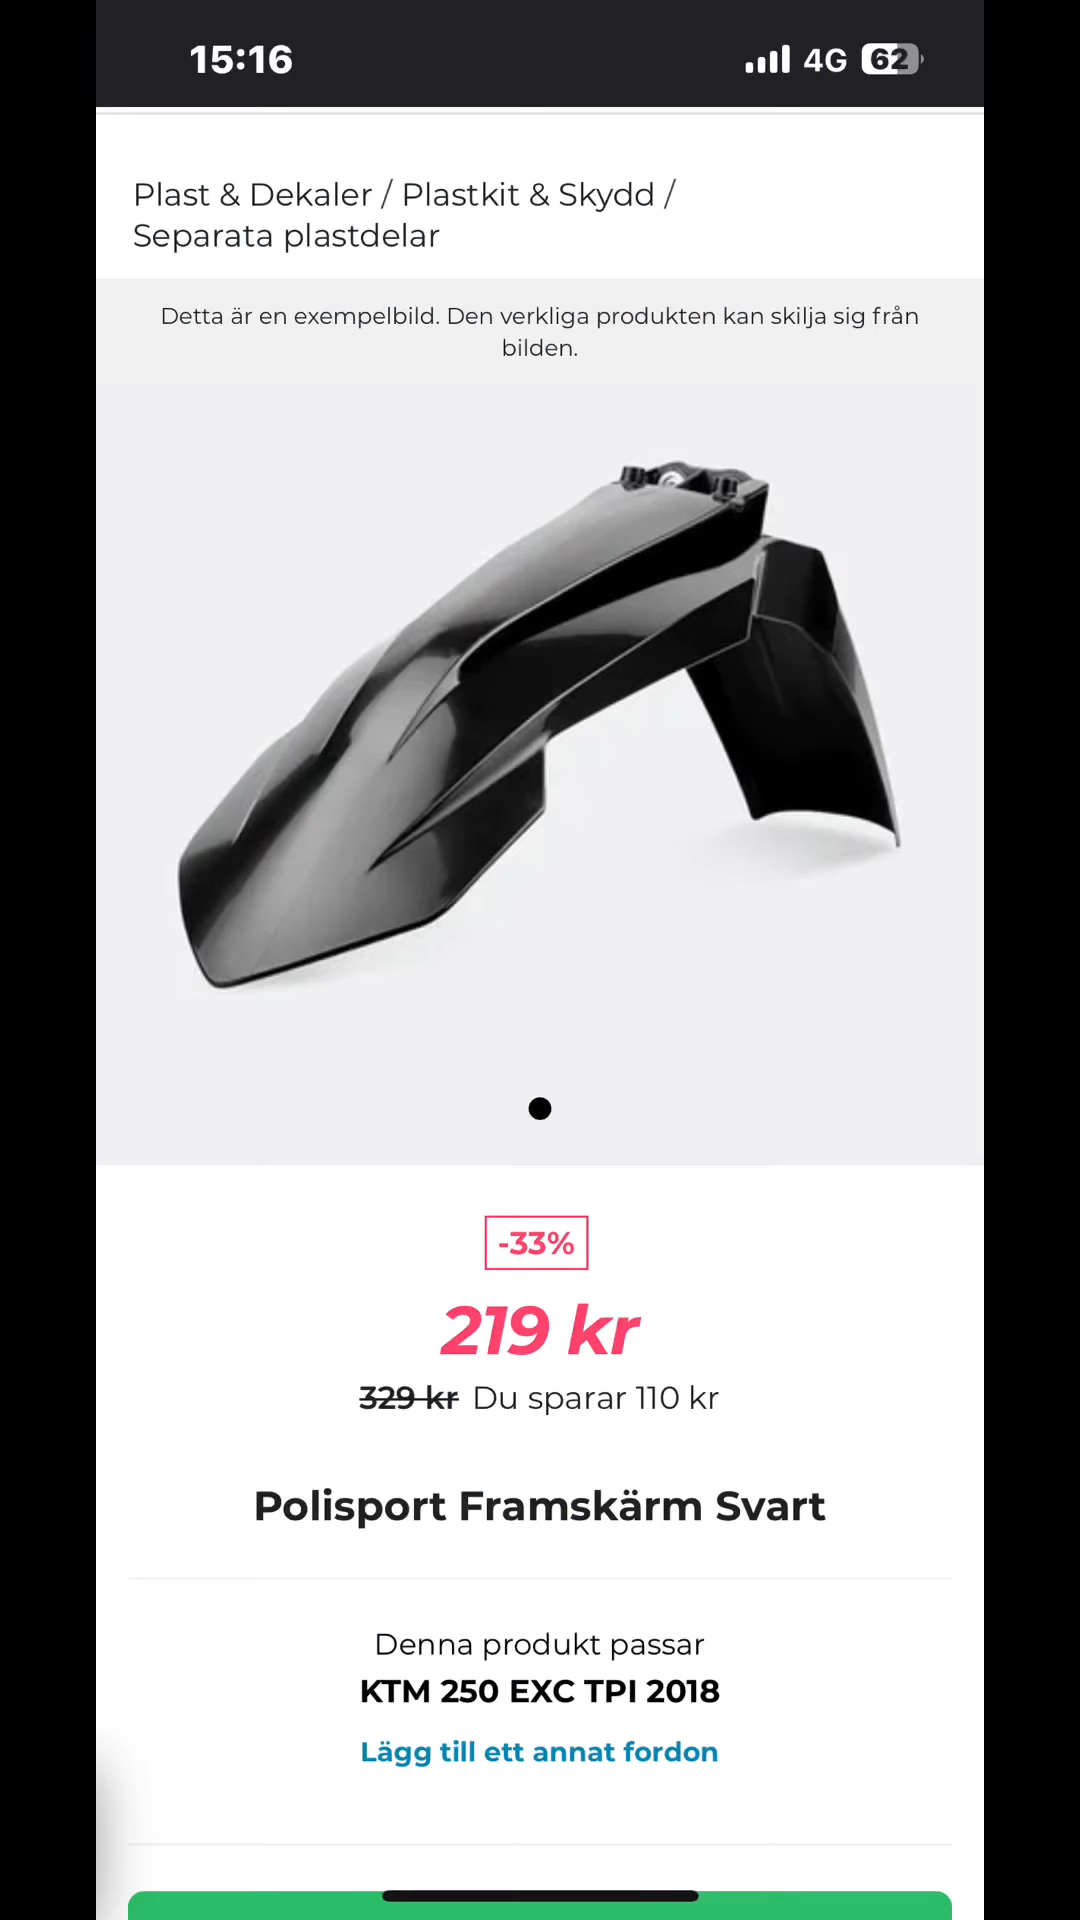 15:16
4G 62
Plast & Dekaler / Plastkit & Skydd /
Separata plastdelar
Detta är en exempelbild. Den verkliga produkten kan skilja sig från
bilden.
-33%
219 kr
329 kr Du sparar 110 kr
Polisport Framskärm Svart
Denna produkt passar
KTM 250 EXC TPI 2018
Lägg till ett annat fordon